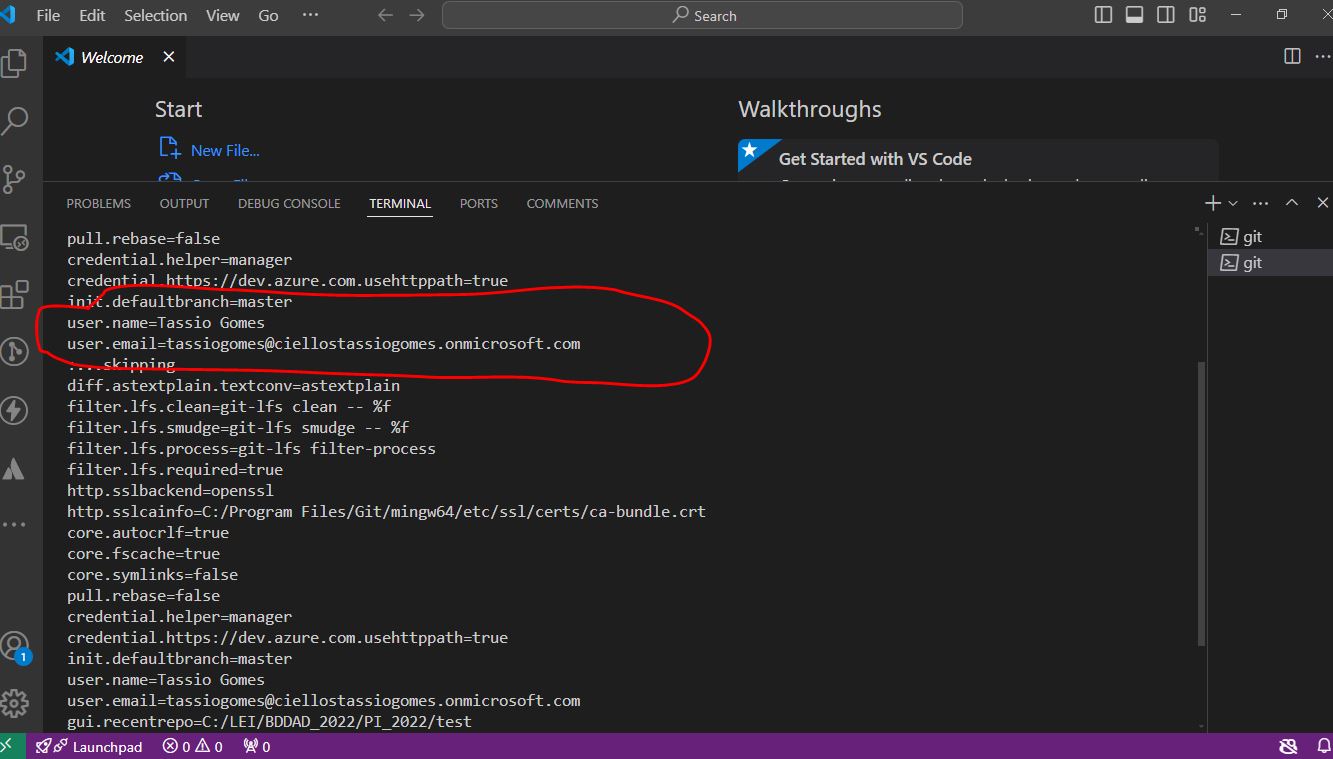 File Edit Selection View Go ...
Search
Welcome
Start
Walkthroughs
New File...
Get Started with VS Code
PROBLEMS OUTPUT DEBUG CONSOLE TERMINAL PORTS COMMENTS
pull.rebase=false
credential.helper=manager
credential.https://dev.azure.com.usehttppath=true
init.defaultbranch=master
user.name=Tassio Gomes
user.email=tassiogomes@ciellostassiogomes.onmicrosoft.com
...skipping
diff.astextplain.textconv=astextplain
filter.lfs.clean=git-lfs clean -- %f
filter.lfs.smudge=git-lfs smudge -- %f
filter.lfs.process=git-lfs filter-process
filter.lfs.required=true
http.sslbackend=openssl
http.sslcainfo=C:/Program Files/Git/mingw64/etc/ssl/certs/ca-bundle.crt
core.autocrlf=true
core.fscache=true
core.symlinks=false
pull.rebase=false
credential.helper=manager
credential.https://dev.azure.com.usehttppath=true
init.defaultbranch=master
user.name=Tassio Gomes
user.email=tassiogomes@ciellostassiogomes.onmicrosoft.com
gui.recentrepo=C:/LEI/BDDAD_2022/PI_2022/test
git
git
1
Launchpad 0 0 0